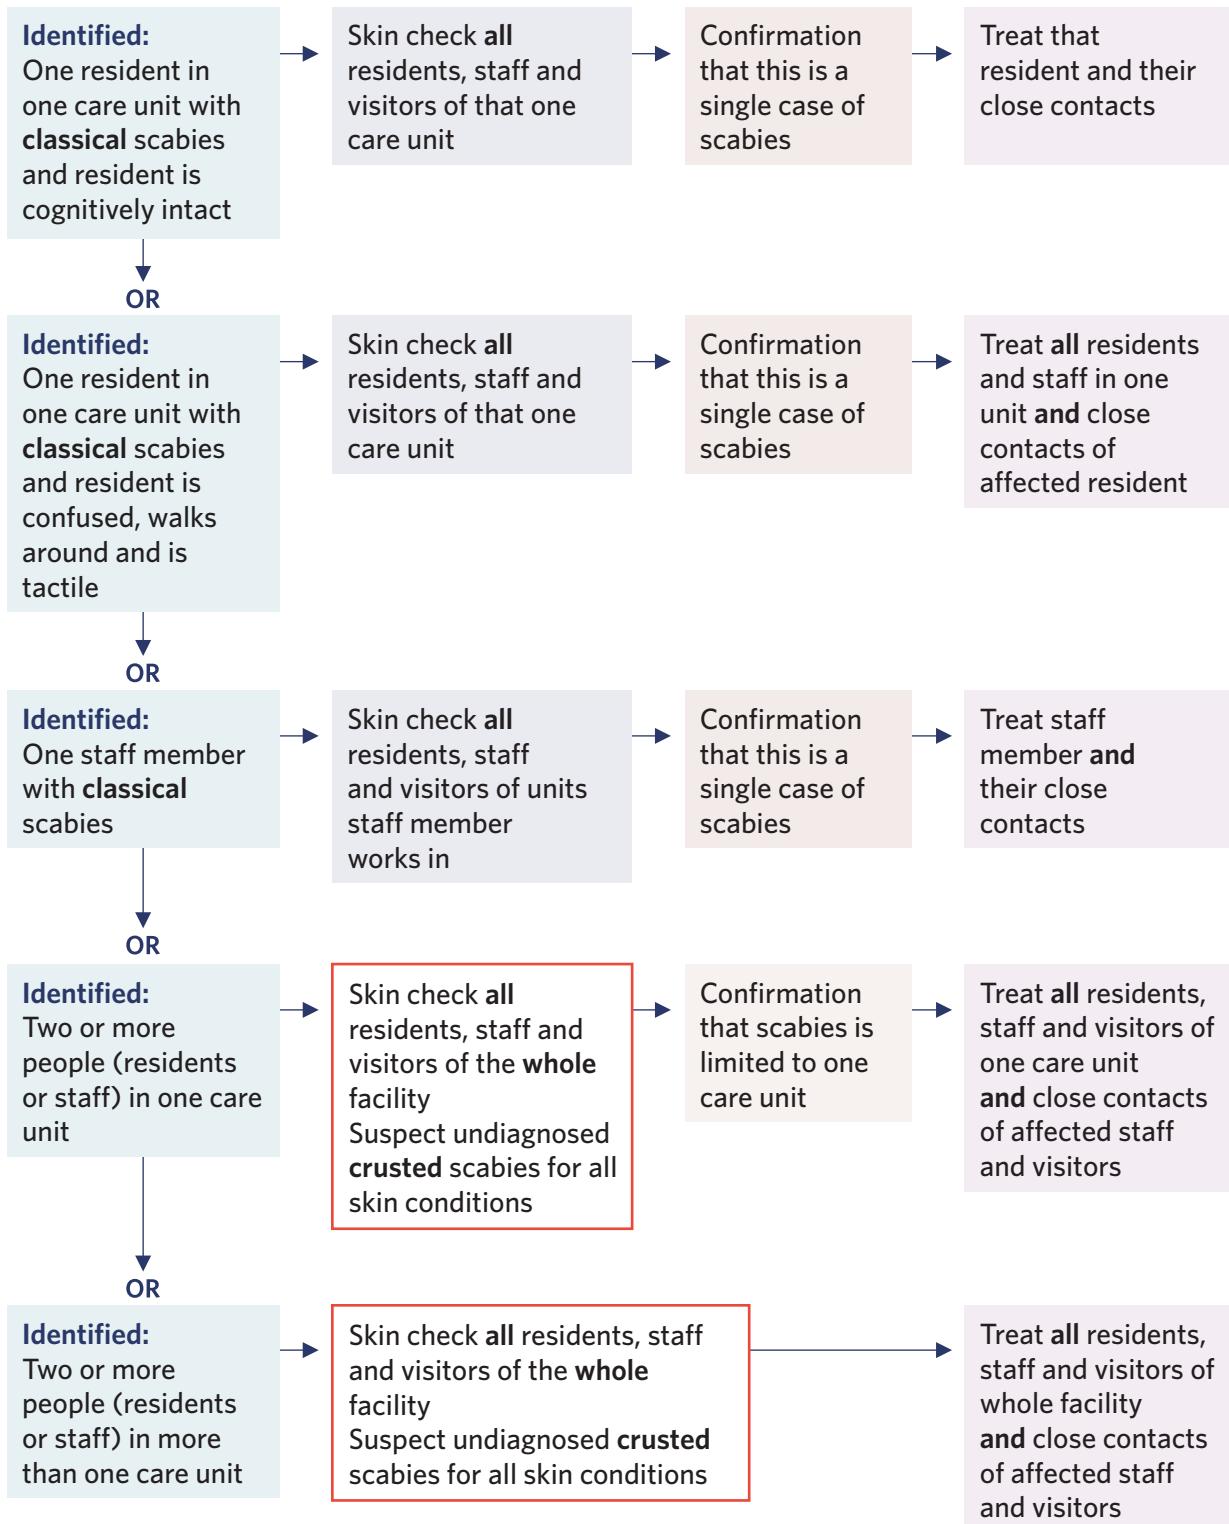 Identified:
One resident in
one care unit with
classical scabies
and resident is
cognitively intact
Skin check all
residents, staff and
visitors of that one
care unit
Confirmation
that this is a
single case of
scabies
Treat that
resident and their
close contacts
OR
Identified:
One resident in
one care unit with
classical scabies
and resident is
confused, walks
around and is
tactile
Skin check all
residents, staff and
visitors of that one
care unit
Confirmation
that this is a
single case of
scabies
Treat all residents
and staff in one
unit and close
contacts of
affected resident
OR
Identified:
One staff member
with classical
scabies
Skin check all
residents, staff
and visitors of units
staff member
works in
Confirmation
that this is a
single case of
scabies
Treat staff
member and
their close
contacts
OR
Identified:
Two or more
people (residents
or staff) in one care
unit
Skin check all
residents, staff and
visitors of the whole
facility
Suspect undiagnosed
crusted scabies for all
skin conditions
Confirmation
that scabies is
limited to one
care unit
Treat all residents,
staff and visitors of
one care unit
and close contacts
of affected staff
and visitors
OR
Identified:
Two or more
people (residents
or staff) in more
than one care unit
Skin check all residents, staff
and visitors of the whole
facility
Suspect undiagnosed crusted
scabies for all skin conditions
Treat all residents,
staff and visitors of
whole facility
and close contacts
of affected staff
and visitors